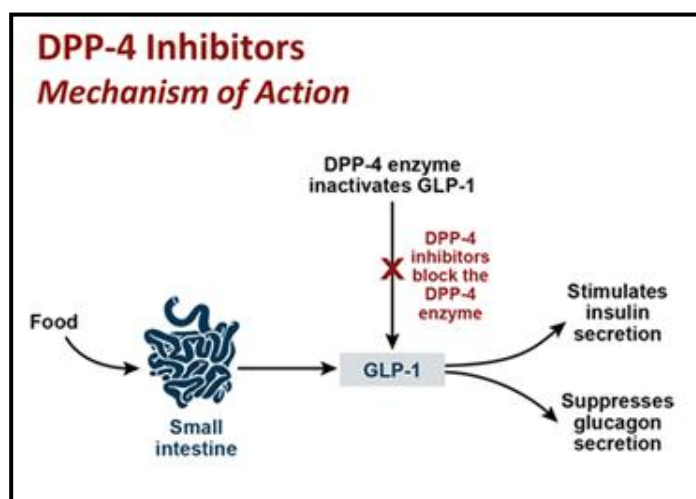 DPP-4 Inhibitors
Mechanism of Action
DPP-4 enzyme
inactivates GLP-1
DPP-4
inhibitors
block the
DPP-4
enzyme
Food
Small
intestine
GLP-1
Stimulates
insulin
secretion
Suppresses
glucagon
secretion